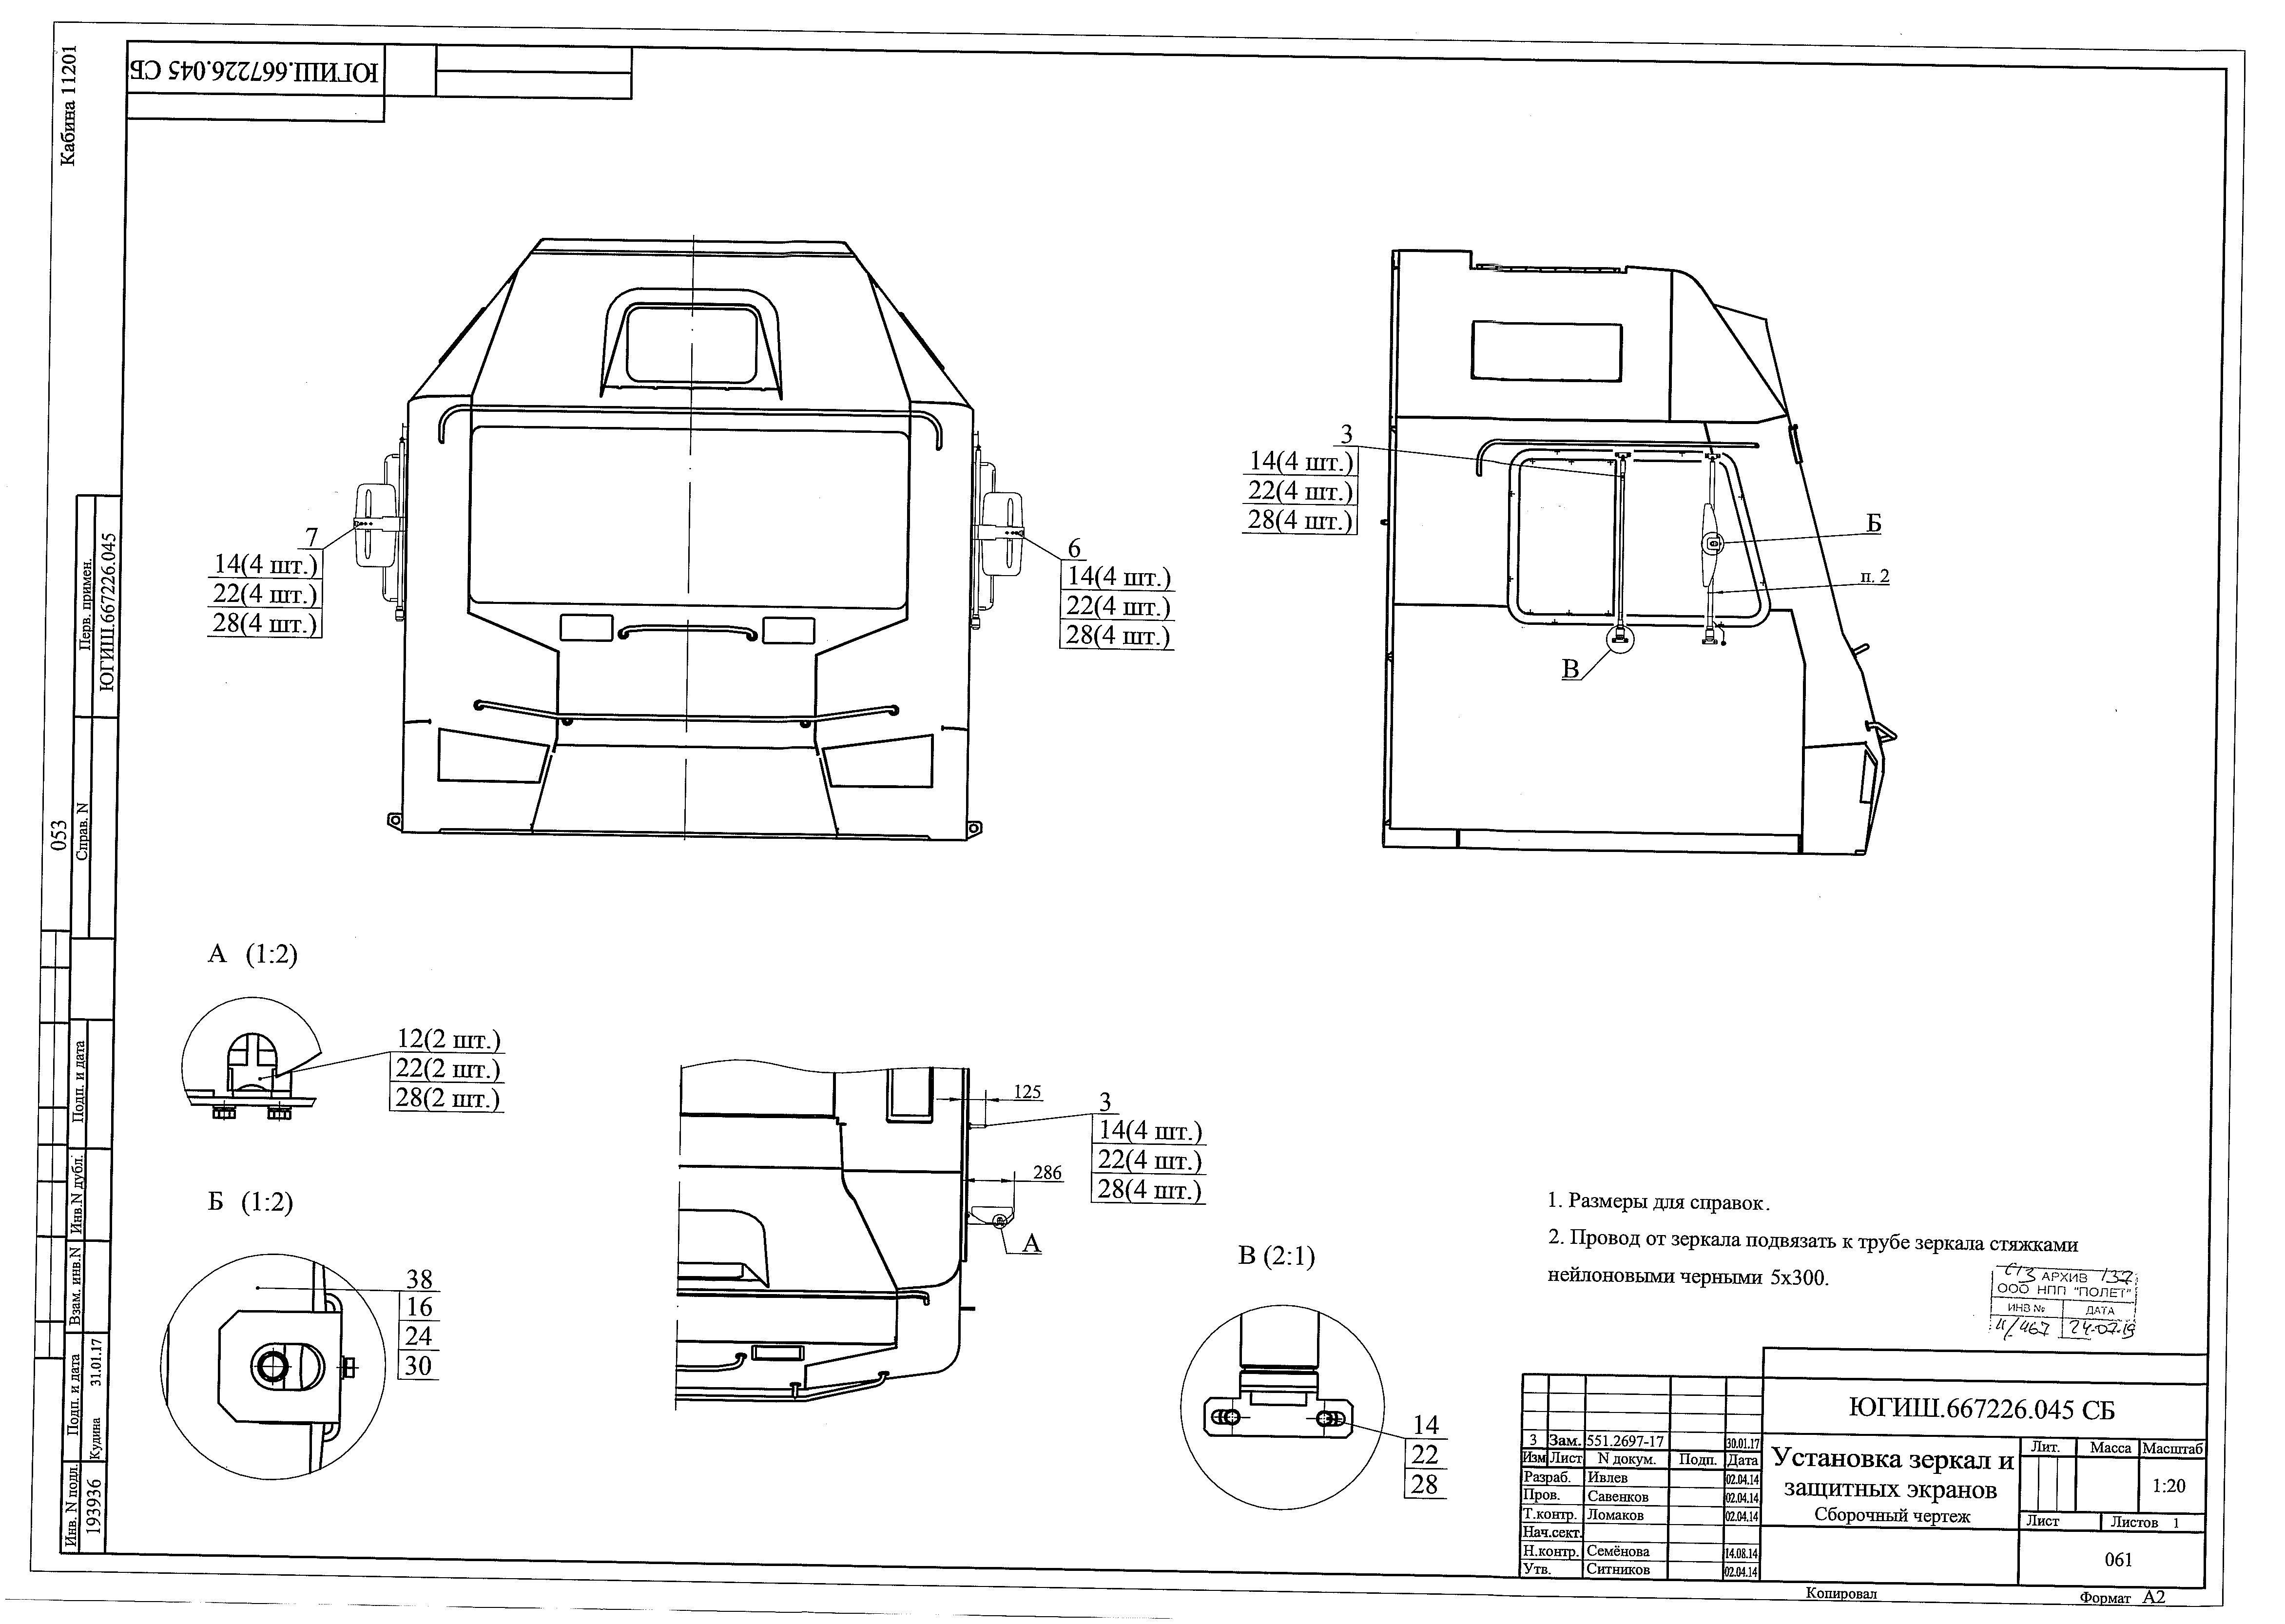 Кабина 11201
ЮГИШ.667226.045 СБ
Перв. примен.
ЮГИШ.667226.045
053
Справ. N
Подп. и дата
Инв.N дубл.
Взам. инв.N
Подп. и дата
Кудина 31.01.17
Инв. N подл.
193936
7
14(4 шт.)
22(4 шт.)
28(4 шт.)
6
14(4 шт.)
22(4 шт.)
28(4 шт.)
3
14(4 шт.)
22(4 шт.)
28(4 шт.)
Б
п. 2
В
А (1:2)
12(2 шт.)
22(2 шт.)
28(2 шт.)
Б (1:2)
38
16
24
30
125
3
14(4 шт.)
22(4 шт.)
28(4 шт.)
286
А
В (2:1)
14
22
28
1. Размеры для справок.
2. Провод от зеркала подвязать к трубе зеркала стяжками
нейлоновыми черными 5х300.
АРХИВ 137
ООО НПП "ПОЛЕТ"
ИНВ № ДАТА
11/467 24.07.19
ЮГИШ.667226.045 СБ
3 Зам. 551.2697-17 30.01.17
Изм Лист N докум. Подп. Дата
Разраб. Ивлев 02.04.14
Пров. Савенков 02.04.14
Т.контр. Ломаков 02.04.14
Нач.сект.
Н.контр. Семёнова 14.08.14
Утв. Ситников 02.04.14
Установка зеркал и
защитных экранов
Сборочный чертеж
Лит. Масса Масштаб
1:20
Лист Листов 1
061
Копировал Формат А2